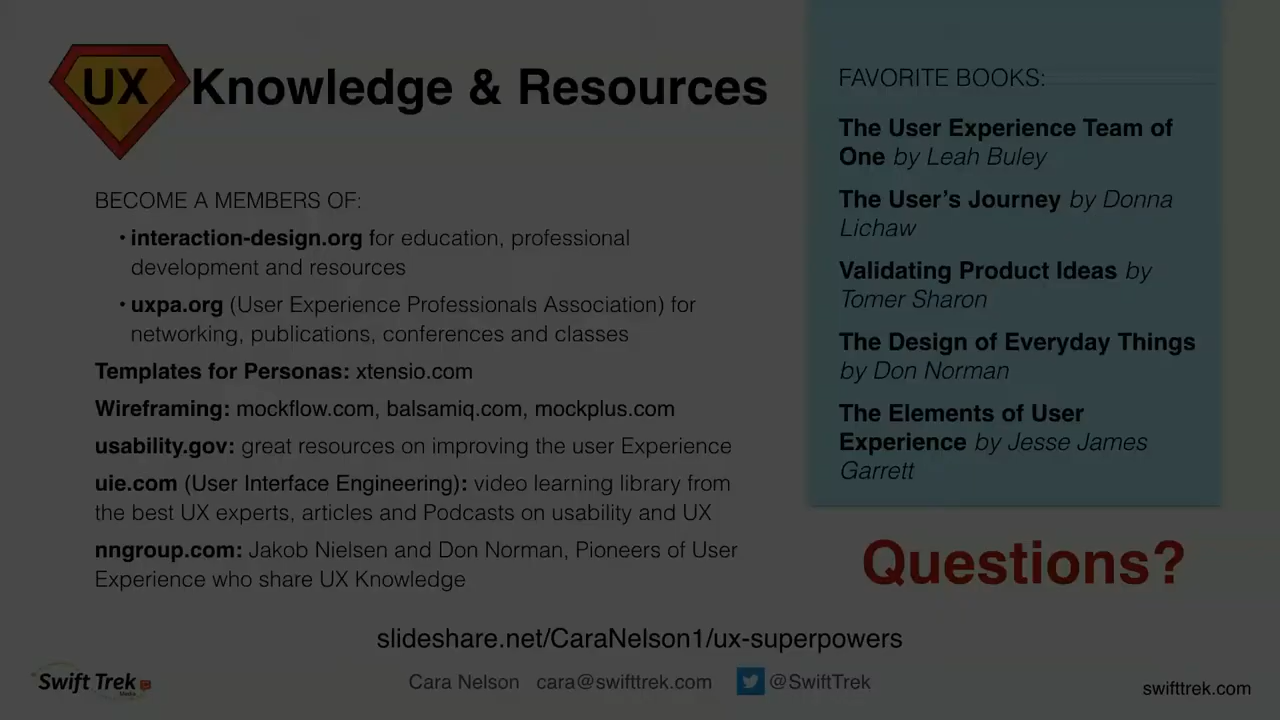 UX Knowledge & Resources
BECOME A MEMBERS OF:
• interaction-design.org for education, professional
development and resources
• uxpa.org (User Experience Professionals Association) for
networking, publications, conferences and classes
Templates for Personas: xtensio.com
Wireframing: mockflow.com, balsamiq.com, mockplus.com
usability.gov: great resources on improving the user Experience
uie.com (User Interface Engineering): video learning library from
the best UX experts, articles and Podcasts on usability and UX
nngroup.com: Jakob Nielsen and Don Norman, Pioneers of User
Experience who share UX Knowledge
FAVORITE BOOKS:
The User Experience Team of
One by Leah Buley
The User’s Journey by Donna
Lichaw
Validating Product Ideas by
Tomer Sharon
The Design of Everyday Things
by Don Norman
The Elements of User
Experience by Jesse James
Garrett
Questions?
slideshare.net/CaraNelson1/ux-superpowers
Swift Trek
Media
Cara Nelson cara@swifttrek.com @SwiftTrek
swifttrek.com